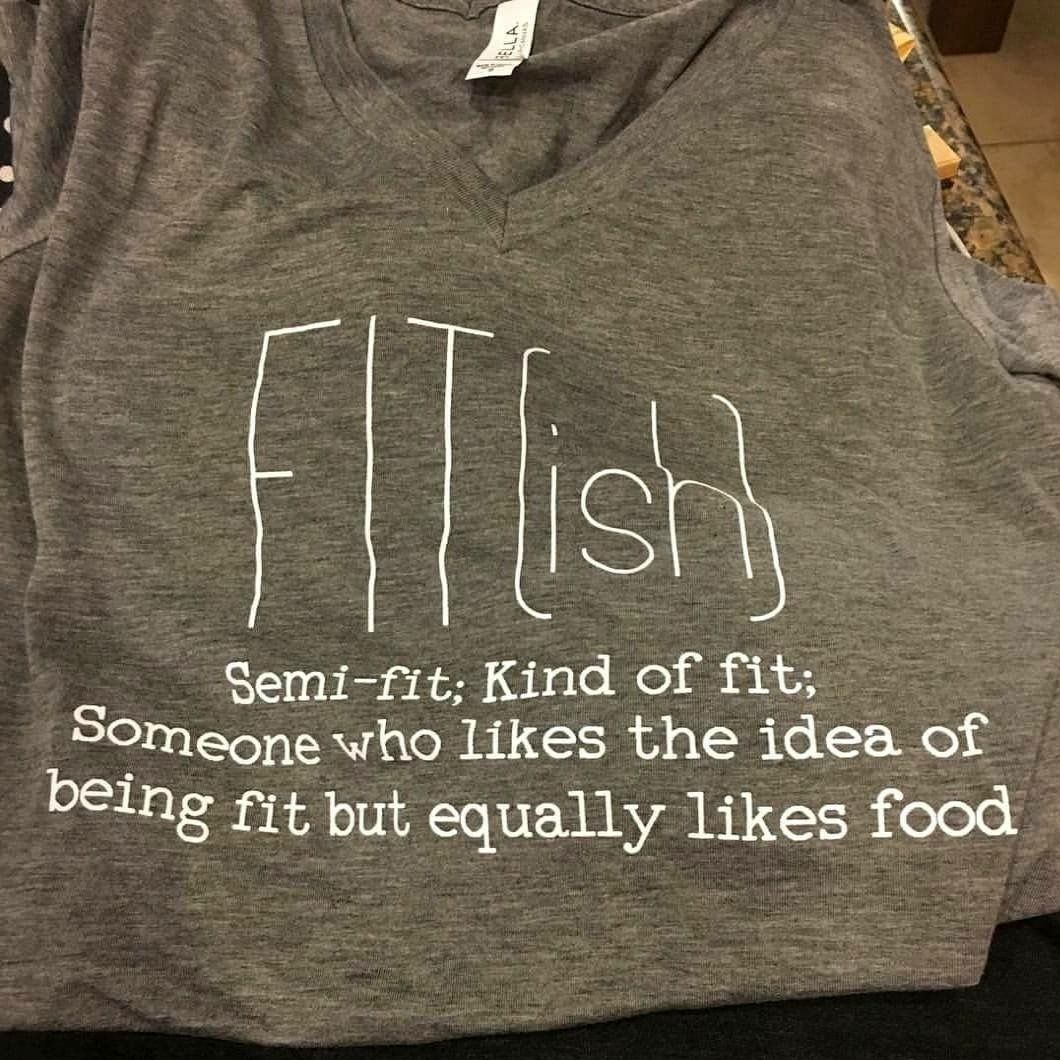 BELLA
FIT(ish)
Semi-fit; Kind of fit;
Someone who likes the idea of
being fit but equally likes food